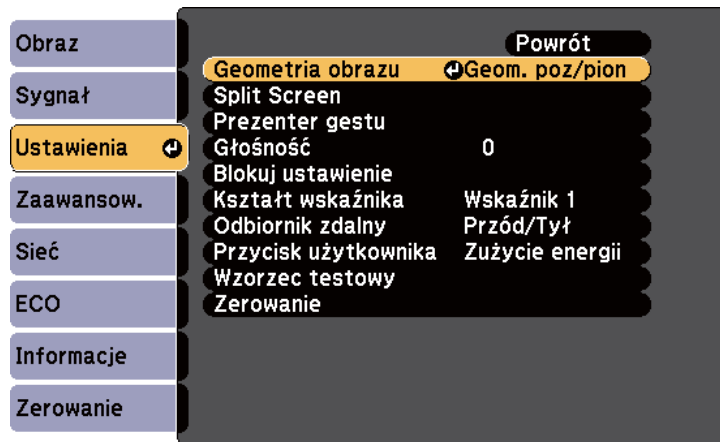 Obraz
Sygnał
Ustawienia
Zaawansow.
Sieć
ECO
Informacje
Zerowanie
Powrót
Geometria obrazu Geom. poz/pion
Split Screen
Prezenter gestu
Głośność 0
Blokuj ustawienie
Kształt wskaźnika Wskaźnik 1
Odbiornik zdalny Przód/Tył
Przycisk użytkownika Zużycie energii
Wzorzec testowy
Zerowanie